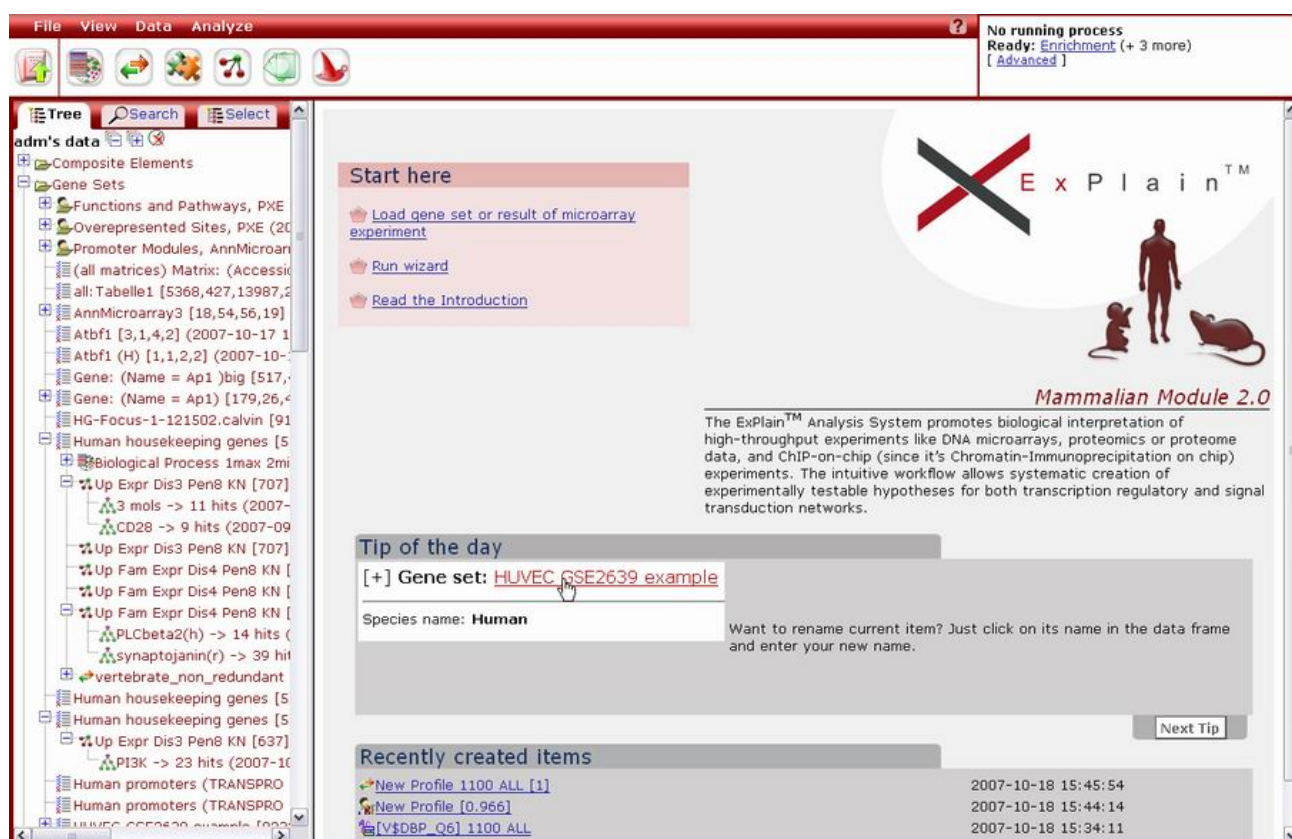 File View Data Analyze
?
No running process
Ready: Enrichment (+ 3 more)
[ Advanced ]
Tree Search Select
adm's data
Composite Elements
Gene Sets
Functions and Pathways, PXE
Overepresented Sites, PXE (20
Promoter Modules, AnnMicroarr
(all matrices) Matrix: (Accessio
all:Tabelle1 [5368,427,13987,2
AnnMicroarray3 [18,54,56,19]
Atbf1 [3,1,4,2] (2007-10-17 1
Atbf1 (H) [1,1,2,2] (2007-10-
Gene: (Name = Ap1 )big [517,
Gene: (Name = Ap1) [179,26,4
HG-Focus-1-121502.calvin [91
Human housekeeping genes [5
Biological Process 1max 2mi
Up Expr Dis3 Pen8 KN [707]
3 mols -> 11 hits (2007-
CD28 -> 9 hits (2007-09
Up Expr Dis3 Pen8 KN [707]
Up Fam Expr Dis4 Pen8 KN [
Up Fam Expr Dis4 Pen8 KN [
Up Fam Expr Dis4 Pen8 KN [
PLCbeta2(h) -> 14 hits (
synaptojanin(r) -> 39 hit
vertebrate_non_redundant
Human housekeeping genes [5
Human housekeeping genes [5
Up Expr Dis3 Pen8 KN [637]
PI3K -> 23 hits (2007-10
Human promoters (TRANSPRO
Human promoters (TRANSPRO
HUVEC GSE2639 example
Start here
Load gene set or result of microarray
experiment
Run wizard
Read the Introduction
ExPlain™
Mammalian Module 2.0
The ExPlain™ Analysis System promotes biological interpretation of
high-throughput experiments like DNA microarrays, proteomics or proteome
data, and ChIP-on-chip (since it's Chromatin-Immunoprecipitation on chip)
experiments. The intuitive workflow allows systematic creation of
experimentally testable hypotheses for both transcription regulatory and signal
transduction networks.
Tip of the day
[+] Gene set: HUVEC GSE2639 example
Species name: Human
Want to rename current item? Just click on its name in the data frame
and enter your new name.
Next Tip
Recently created items
New Profile 1100 ALL [1] 2007-10-18 15:45:54
New Profile [0.966] 2007-10-18 15:44:14
[V$DBP_Q6] 1100 ALL 2007-10-18 15:34:11